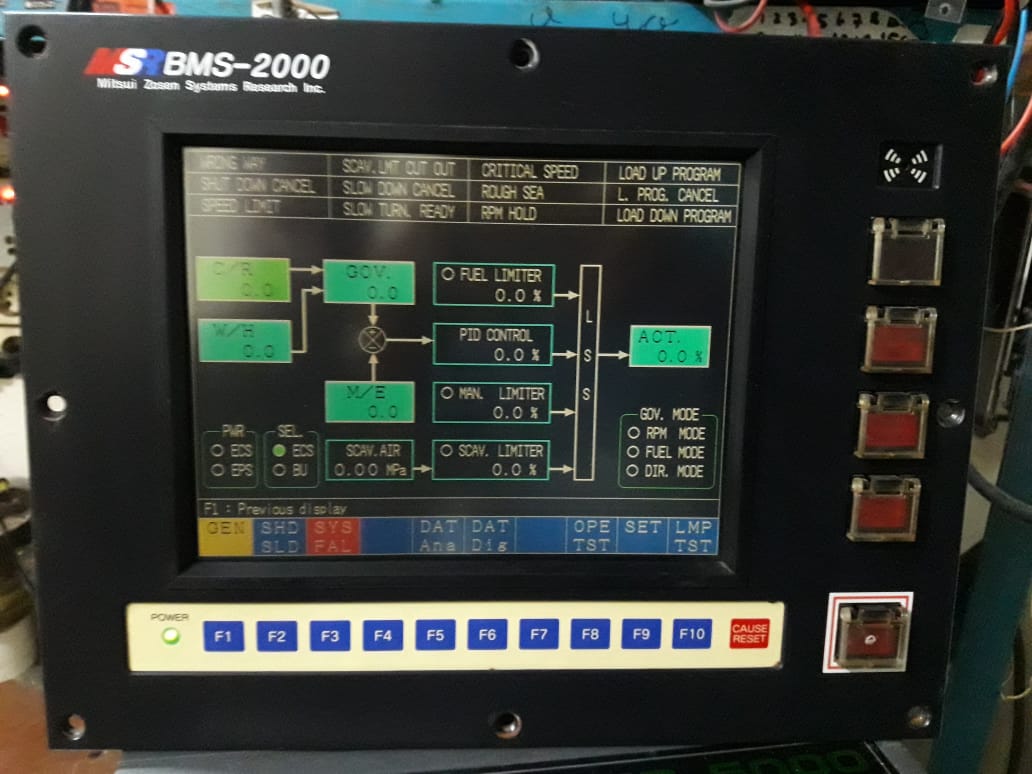 MSR BMS-2000
Mitsui Zosen Systems Research Inc.
WRONG WAY SCAV.LMT CUT OUT CRITICAL SPEED LOAD UP PROGRAM
SHUT DOWN CANCEL SLOW DOWN CANCEL ROUGH SEA L. PROG. CANCEL
SPEED LIMIT SLOW TURN. READY RPM HOLD LOAD DOWN PROGRAM
C/R
0.0
GOV.
0.0
FUEL LIMITER
0.0 %
W/H
0.0
PID CONTROL
0.0 %
L
S
S
ACT.
0.0 %
M/E
0.0
MAN. LIMITER
0.0 %
PWR
ECS
EPS
SEL.
ECS
BU
SCAV.AIR
0.00 MPa
SCAV. LIMITER
0.0 %
GOV. MODE
RPM MODE
FUEL MODE
DIR. MODE
F1 : Previous display
GEN SHD SYS DAT DAT OPE SET LMP
SLD FAL Ana Dig TST TST
POWER
F1 F2 F3 F4 F5 F6 F7 F8 F9 F10
CAUSE
RESET